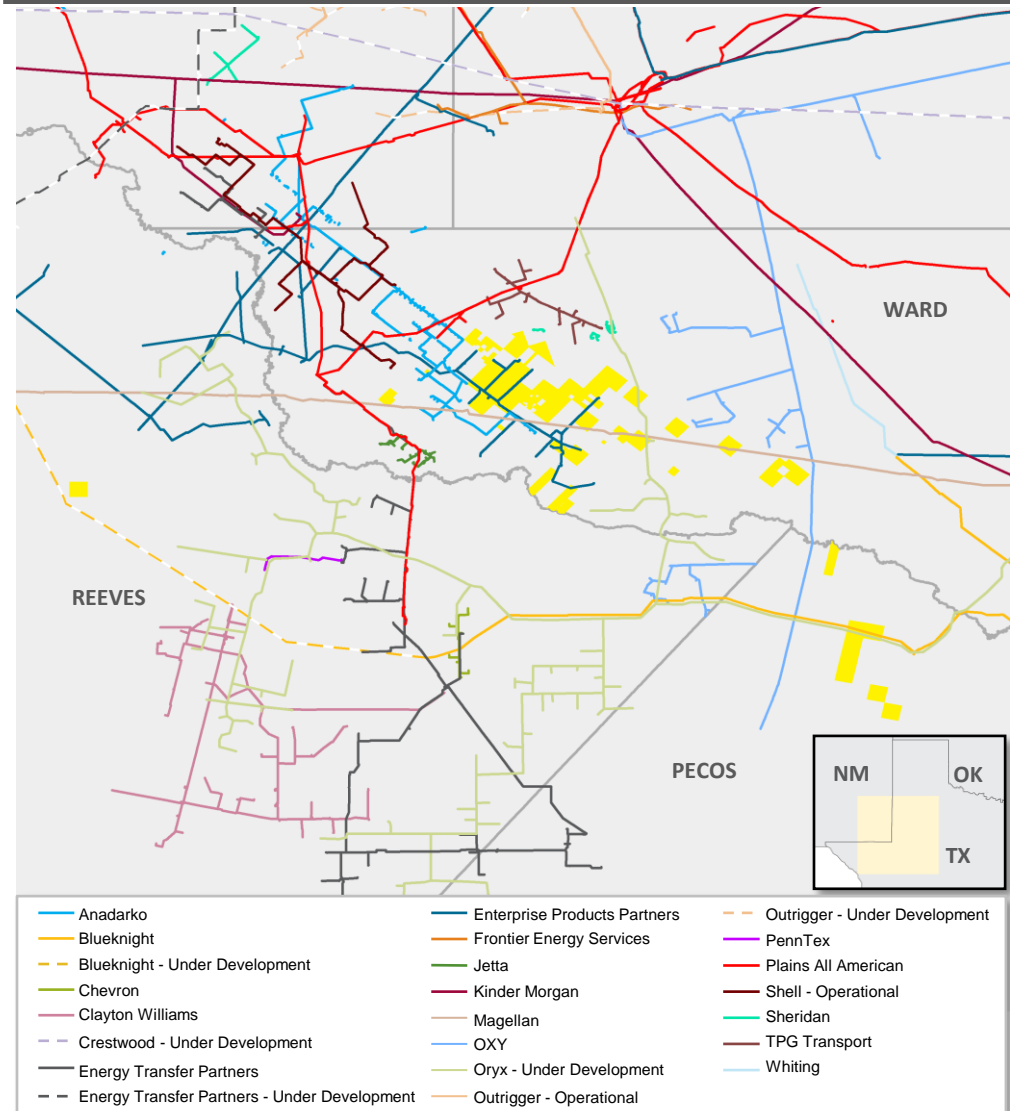 WARD
REEVES
PECOS
NM
OK
TX
Anadarko
Blueknight
Blueknight - Under Development
Chevron
Clayton Williams
Crestwood - Under Development
Energy Transfer Partners
Energy Transfer Partners - Under Development
Enterprise Products Partners
Frontier Energy Services
Jetta
Kinder Morgan
Magellan
OXY
Oryx - Under Development
Outrigger - Operational
Outrigger - Under Development
PennTex
Plains All American
Shell - Operational
Sheridan
TPG Transport
Whiting